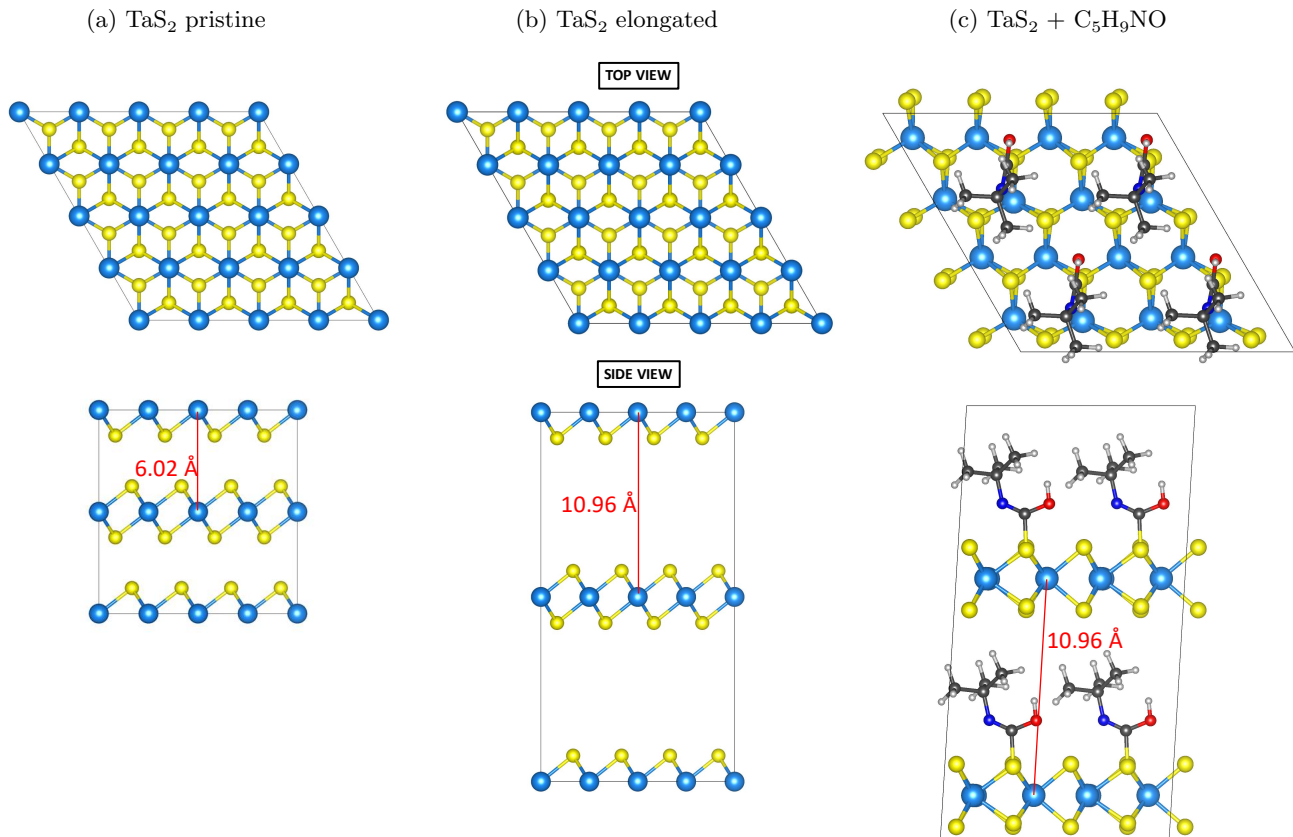 (a) TaS₂ pristine
(b) TaS₂ elongated
(c) TaS₂ + C₅H₉NO
TOP VIEW
SIDE VIEW
6.02 Å
10.96 Å
10.96 Å